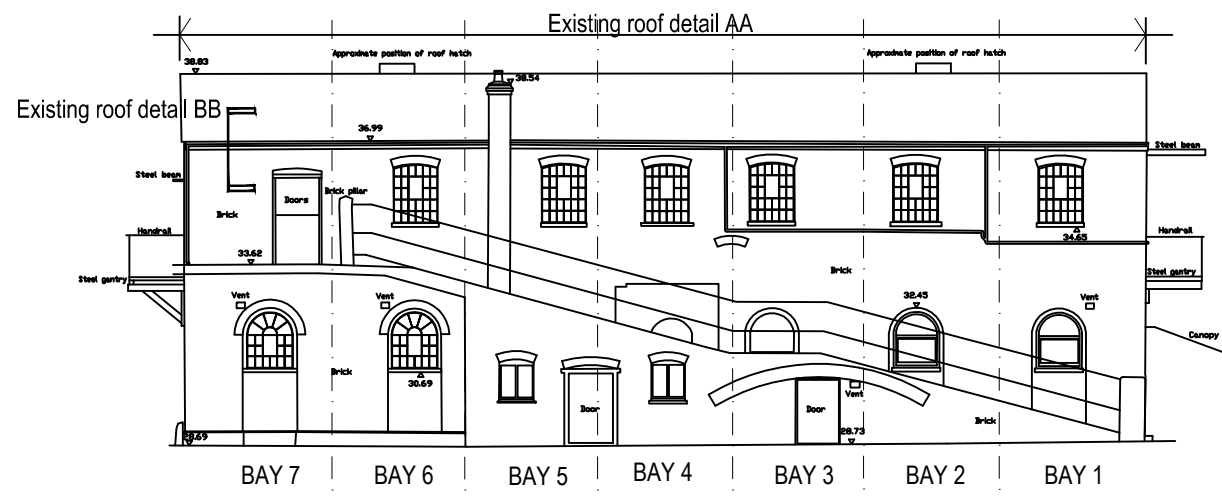 Existing roof detail AA
Approximate position of roof hatch
Approximate position of roof hatch
38.83
38.54
Existing roof detail BB
36.99
Steel beam
Steel beam
Doors
Brick pillar
Brick
34.65
Handrail
Handrail
33.62
Brick
Steel gantry
Steel gantry
Vent
Vent
32.45
Vent
Canopy
Brick
30.69
Vent
Door
Door
Brick
28.69
28.73
BAY 7
BAY 6
BAY 5
BAY 4
BAY 3
BAY 2
BAY 1